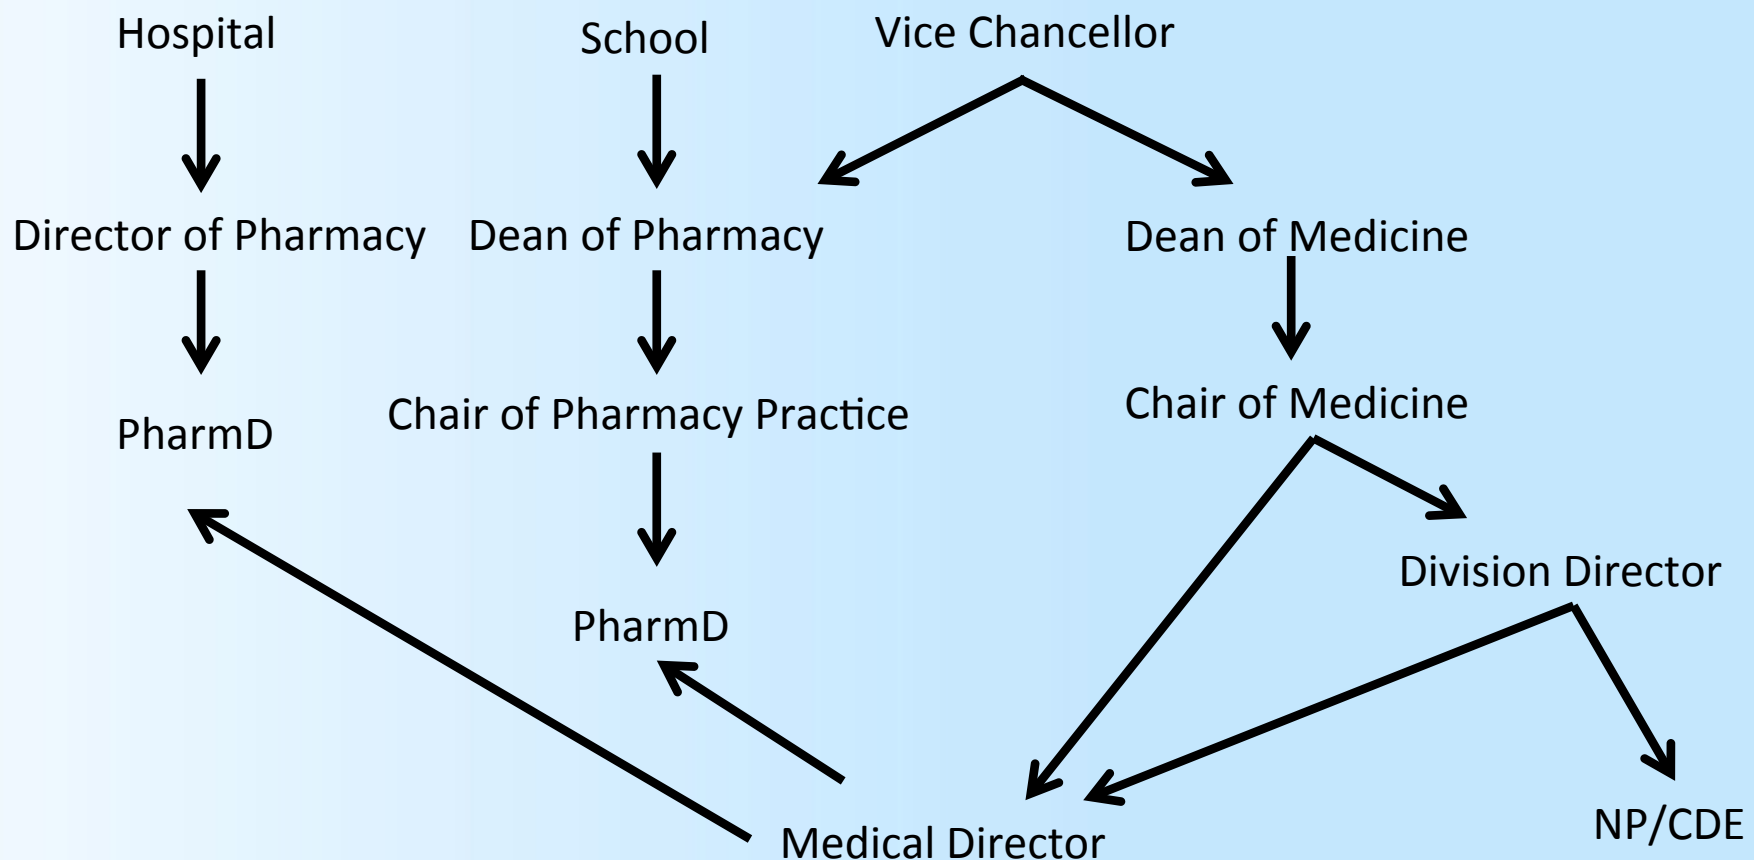 Hospital
School
Vice Chancellor
Director of Pharmacy
Dean of Pharmacy
Dean of Medicine
PharmD
Chair of Pharmacy Practice
Chair of Medicine
Division Director
PharmD
Medical Director
NP/CDE